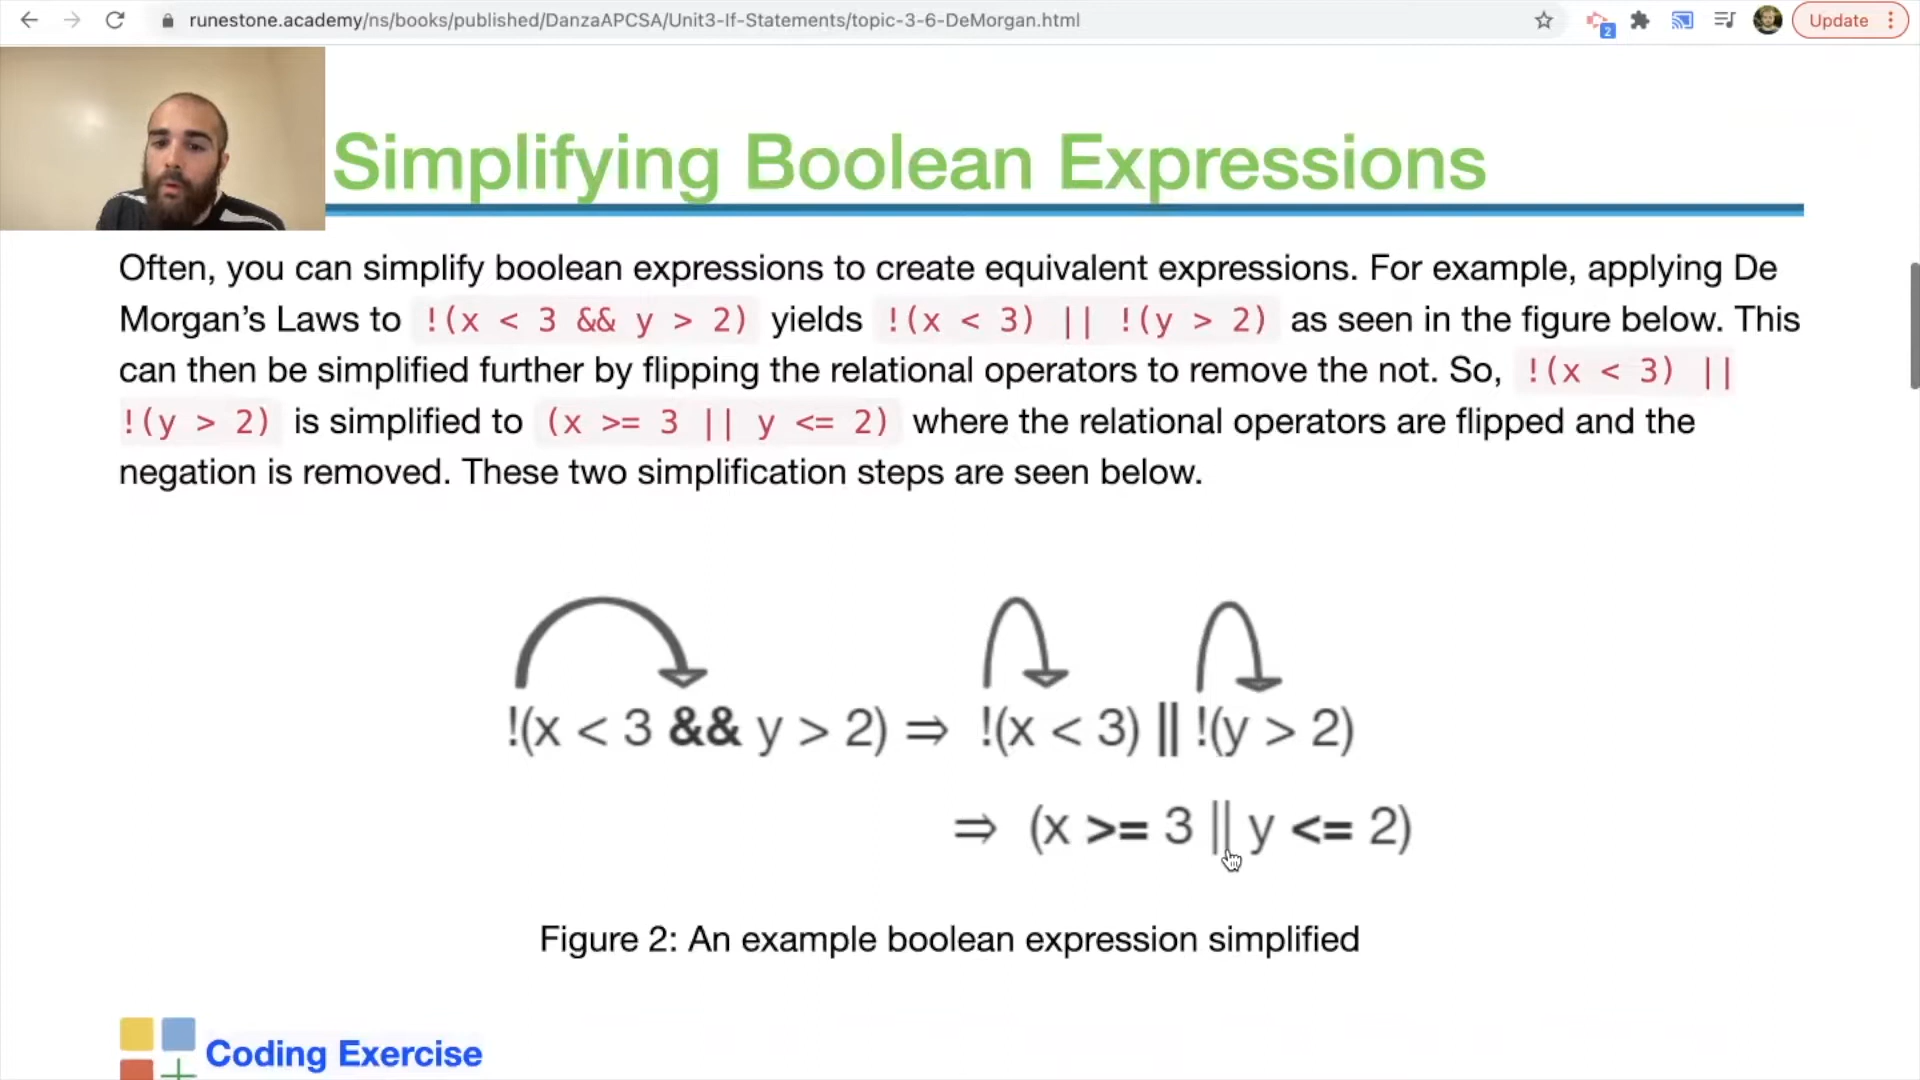 runestone.academy/ns/books/published/DanzaAPCSA/Unit3-If-Statements/topic-3-6-DeMorgan.html
2
Update
Simplifying Boolean Expressions
Often, you can simplify boolean expressions to create equivalent expressions. For example, applying De
Morgan’s Laws to !(x < 3 && y > 2) yields !(x < 3) || !(y > 2) as seen in the figure below. This
can then be simplified further by flipping the relational operators to remove the not. So, !(x < 3) ||
!(y > 2) is simplified to (x >= 3 || y <= 2) where the relational operators are flipped and the
negation is removed. These two simplification steps are seen below.
!(x < 3 && y > 2) ⇒ !(x < 3) || !(y > 2)
⇒ (x >= 3 || y <= 2)
Figure 2: An example boolean expression simplified
Coding Exercise